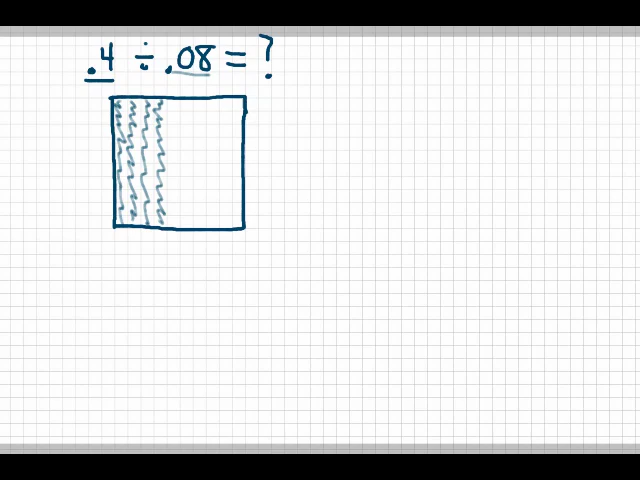 .4 ÷ .08 = ?